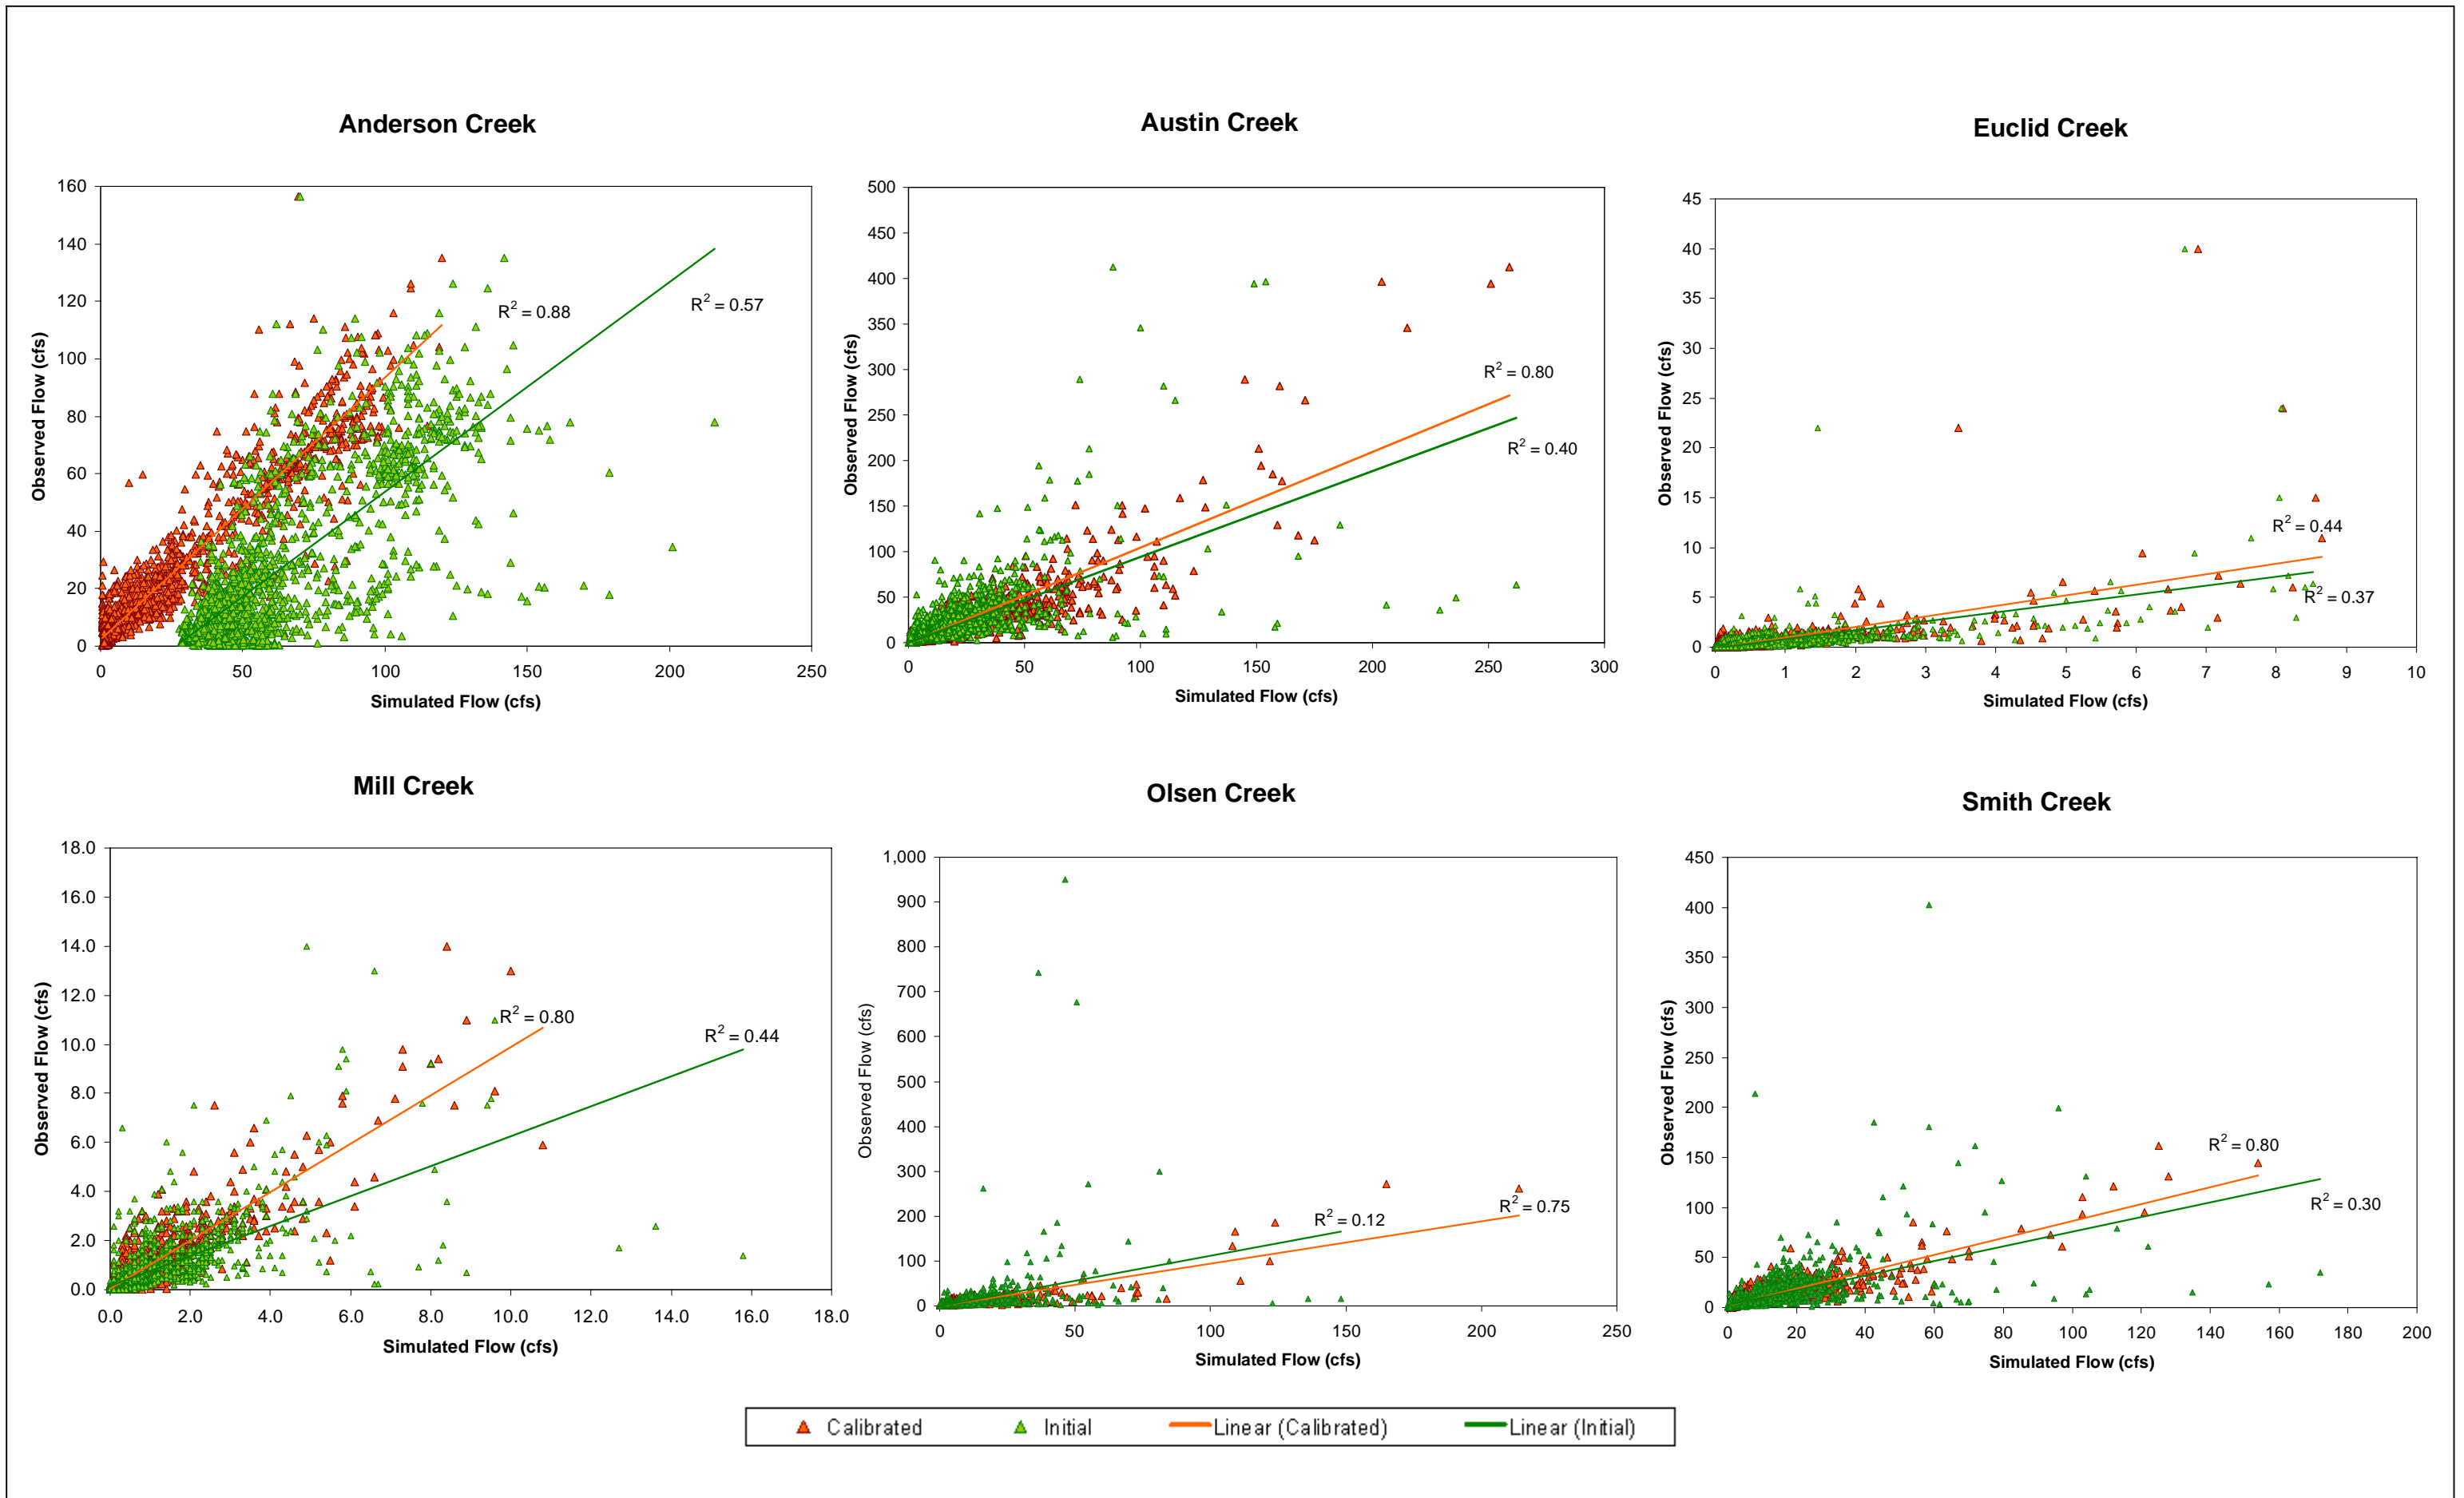 Anderson Creek
160
140
120
100
80
60
40
20
0
0 50 100 150 200 250
Observed Flow (cfs)
Simulated Flow (cfs)
R² = 0.88
R² = 0.57
Austin Creek
500
450
400
350
300
250
200
150
100
50
0
0 50 100 150 200 250 300
Observed Flow (cfs)
Simulated Flow (cfs)
R² = 0.80
R² = 0.40
Euclid Creek
45
40
35
30
25
20
15
10
5
0
0 1 2 3 4 5 6 7 8 9 10
Observed Flow (cfs)
Simulated Flow (cfs)
R² = 0.44
R² = 0.37
Mill Creek
18.0
16.0
14.0
12.0
10.0
8.0
6.0
4.0
2.0
0.0
0.0 2.0 4.0 6.0 8.0 10.0 12.0 14.0 16.0 18.0
Observed Flow (cfs)
Simulated Flow (cfs)
R² = 0.80
R² = 0.44
Olsen Creek
1,000
900
800
700
600
500
400
300
200
100
0
0 50 100 150 200 250
Observed Flow (cfs)
Simulated Flow (cfs)
R² = 0.12
R² = 0.75
Smith Creek
450
400
350
300
250
200
150
100
50
0
0 20 40 60 80 100 120 140 160 180 200
Observed Flow (cfs)
Simulated Flow (cfs)
R² = 0.80
R² = 0.30
Calibrated Initial Linear (Calibrated) Linear (Initial)